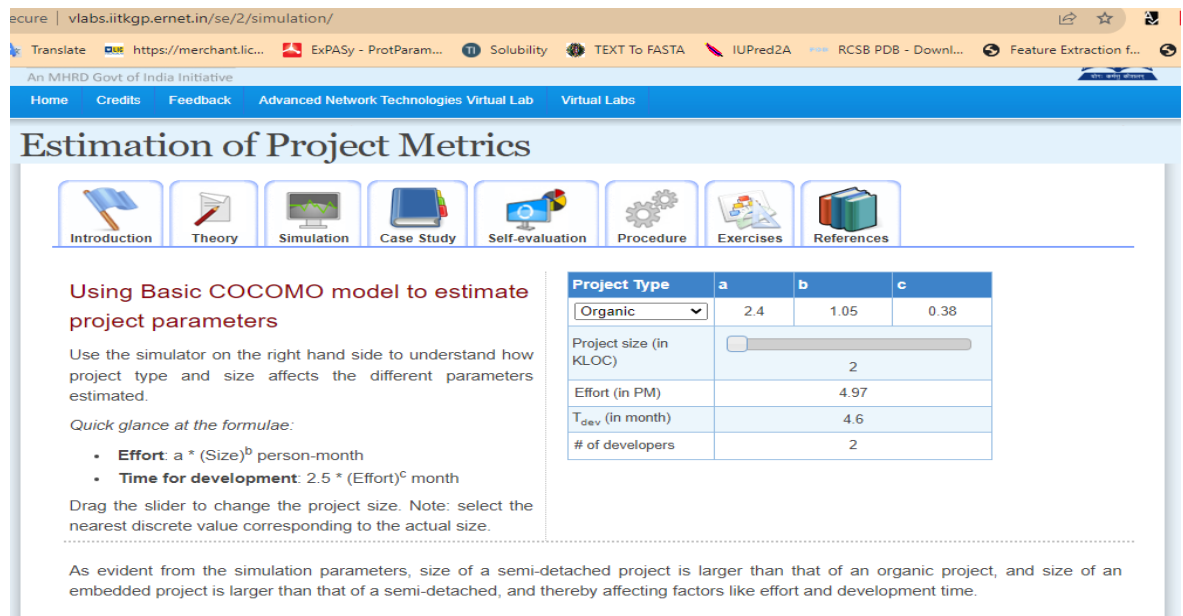 ecure | vlabs.iitkgp.ernet.in/se/2/simulation/
Translate https://merchant.lic... ExPASy - ProtParam... TI Solubility TEXT To FASTA IUPred2A RCSB PDB - Downl... Feature Extraction f...
An MHRD Govt of India Initiative
Home Credits Feedback Advanced Network Technologies Virtual Lab Virtual Labs
Estimation of Project Metrics
Introduction Theory Simulation Case Study Self-evaluation Procedure Exercises References
Using Basic COCOMO model to estimate
project parameters
Use the simulator on the right hand side to understand how
project type and size affects the different parameters
estimated.
Quick glance at the formulae:
• Effort: a * (Size)^b person-month
• Time for development: 2.5 * (Effort)^c month
Drag the slider to change the project size. Note: select the
nearest discrete value corresponding to the actual size.
Project Type a b c
Organic 2.4 1.05 0.38
Project size (in
KLOC)
2
Effort (in PM) 4.97
T_dev (in month) 4.6
# of developers 2
As evident from the simulation parameters, size of a semi-detached project is larger than that of an organic project, and size of an
embedded project is larger than that of a semi-detached, and thereby affecting factors like effort and development time.